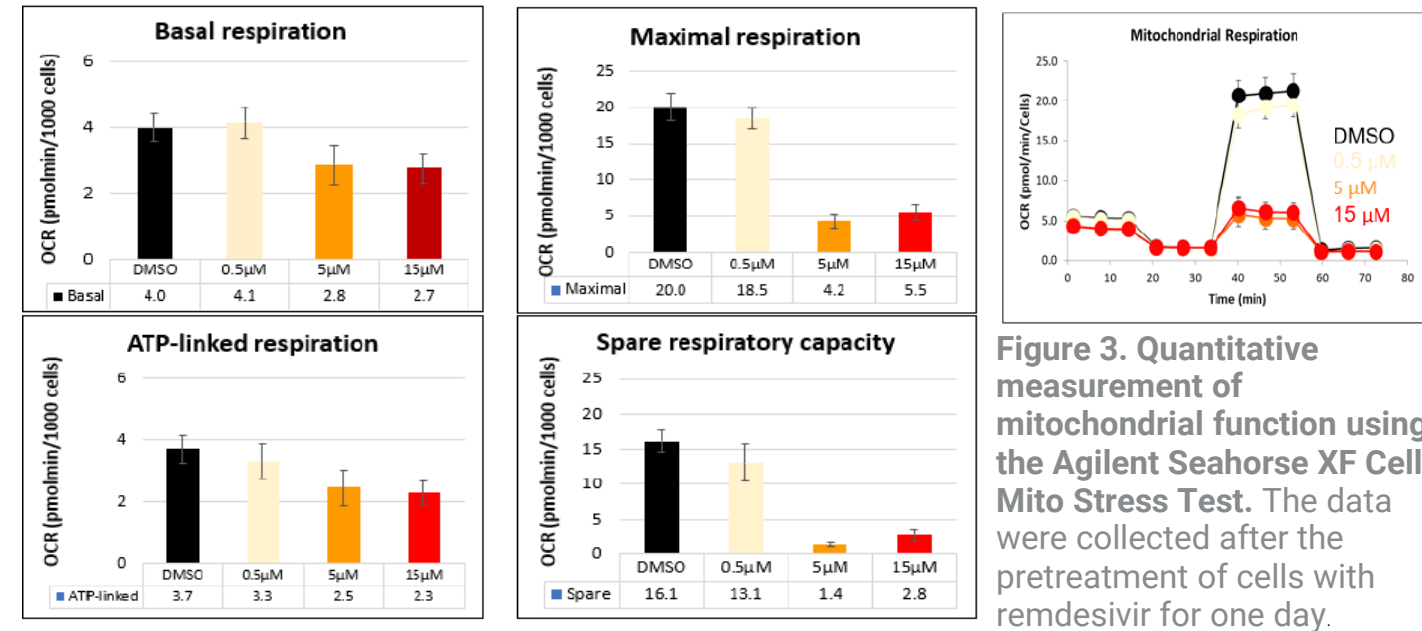 Basal respiration
OCR (pmolmin/1000 cells)
6
4
2
0
DMSO 0.5µM 5µM 15µM
Basal 4.0 4.1 2.8 2.7
Maximal respiration
OCR (pmolmin/1000 cells)
25
20
15
10
5
0
DMSO 0.5µM 5µM 15µM
Maximal 20.0 18.5 4.2 5.5
Mitochondrial Respiration
OCR (pmol/min/Cells)
25.0
20.0
15.0
10.0
5.0
0.0
0 10 20 30 40 50 60 70 80
Time (min)
DMSO
0.5 µM
5 µM
15 µM
ATP-linked respiration
OCR (pmolmin/1000 cells)
6
4
2
0
DMSO 0.5µM 5µM 15µM
ATP-linked 3.7 3.3 2.5 2.3
Spare respiratory capacity
OCR (pmolmin/1000 cells)
25
20
15
10
5
0
DMSO 0.5µM 5µM 15µM
Spare 16.1 13.1 1.4 2.8
Figure 3. Quantitative
measurement of
mitochondrial function using
the Agilent Seahorse XF Cell
Mito Stress Test. The data
were collected after the
pretreatment of cells with
remdesivir for one day.